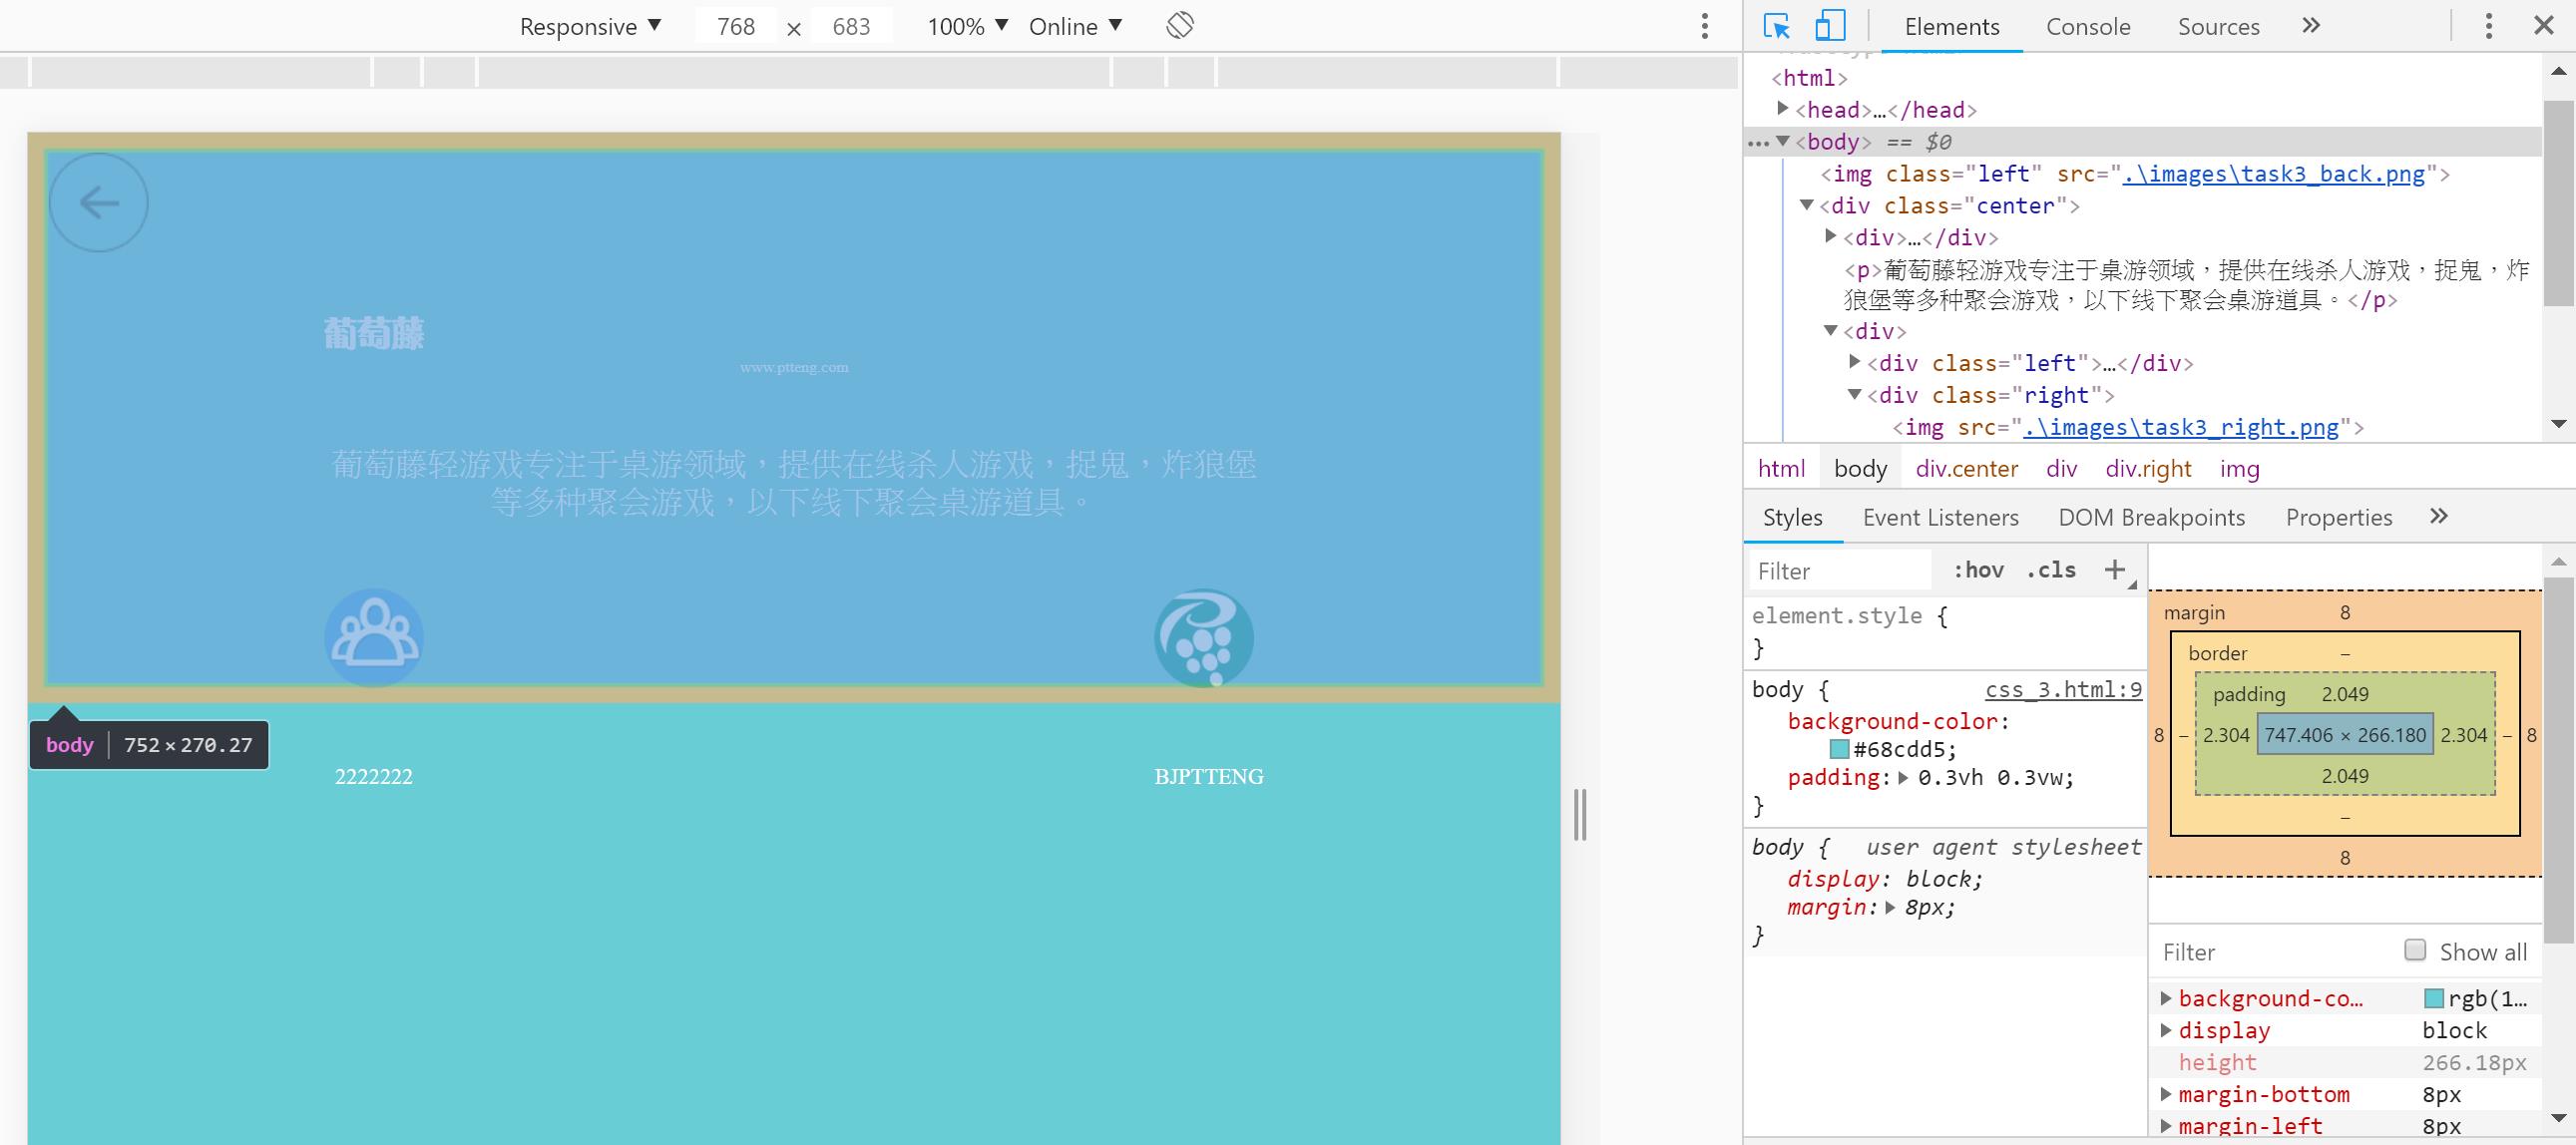 Responsive ▼ 768 × 683 100% ▼ Online ▼
Elements Console Sources »
<html>
<head>…</head>
<body> == $0
<img class="left" src=".\images\task3_back.png">
<div class="center">
<div>…</div>
<p>葡萄藤轻游戏专注于桌游领域，提供在线杀人游戏，捉鬼，炸
狼堡等多种聚会游戏，以下线下聚会桌游道具。</p>
<div>
<div class="left">…</div>
<div class="right">
<img src=".\images\task3_right.png">
html body div.center div div.right img
Styles Event Listeners DOM Breakpoints Properties »
Filter :hov .cls +
element.style {
}
body { css_3.html:9
background-color:
#68cdd5;
padding: 0.3vh 0.3vw;
}
body { user agent stylesheet
display: block;
margin: 8px;
}
margin 8
border –
padding 2.049
8 – 2.304 747.406 × 266.180 2.304 – 8
2.049
–
8
Filter Show all
background-co… rgb(1…
display block
height 266.18px
margin-bottom 8px
margin-left 8px
葡萄藤
www.ptteng.com
葡萄藤轻游戏专注于桌游领域，提供在线杀人游戏，捉鬼，炸狼堡
等多种聚会游戏，以下线下聚会桌游道具。
body 752 × 270.27
2222222 BJPTTENG